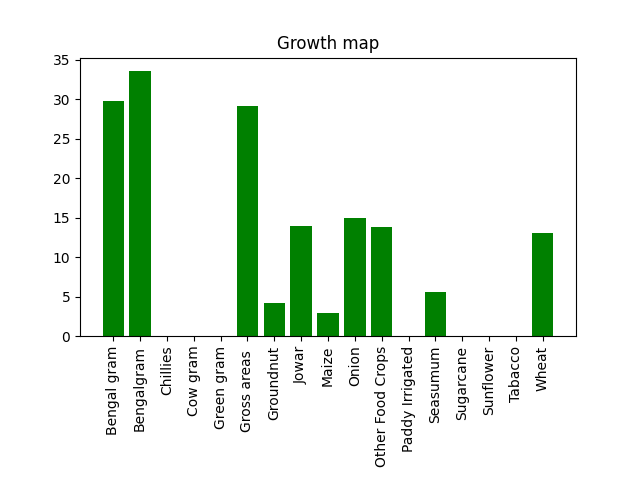 Growth map
35
30
25
20
15
10
5
0
Bengal gram
Bengalgram
Chillies
Cow gram
Green gram
Gross areas
Groundnut
Jowar
Maize
Onion
Other Food Crops
Paddy Irrigated
Seasumum
Sugarcane
Sunflower
Tabacco
Wheat